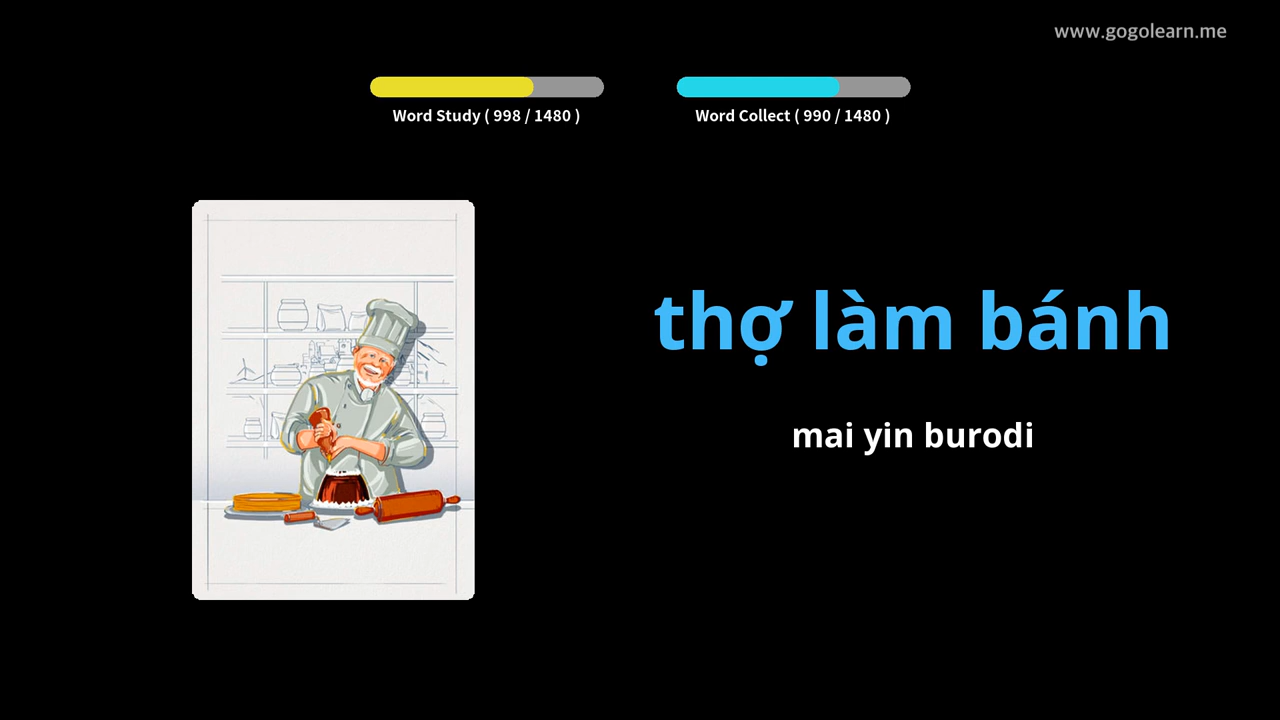 www.gogolearn.me
Word Study ( 998 / 1480 )
Word Collect ( 990 / 1480 )
thợ làm bánh
mai yin burodi